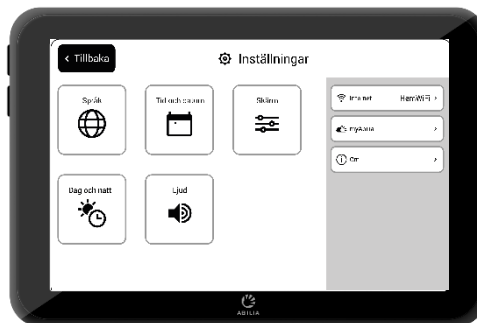 Tillbaka
Inställningar
Språk
Tid och datum
Skärm
Dag och natt
Ljud
Internet HemWiFi
myAbilia
Om
ABILIA